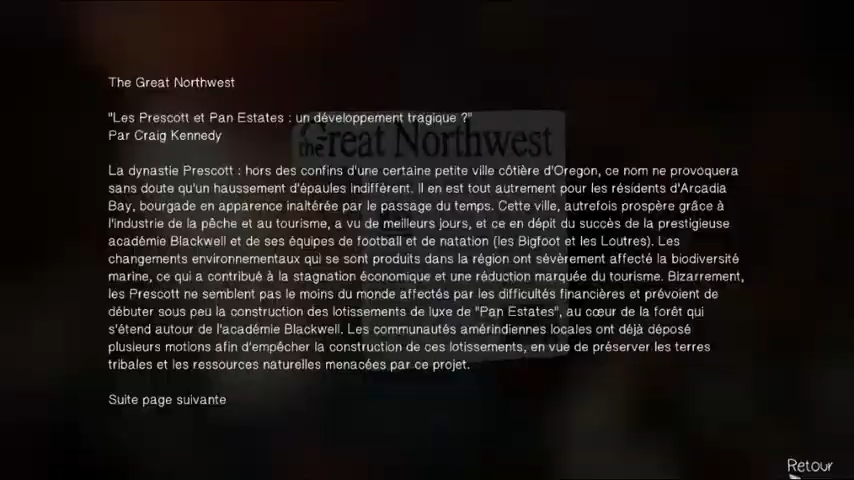 The Great Northwest
"Les Prescott et Pan Estates : un développement tragique ?"
Par Craig Kennedy
the Great Northwest
La dynastie Prescott : hors des confins d'une certaine petite ville côtière d'Oregon, ce nom ne provoquera
sans doute qu'un haussement d'épaules indifférent. Il en est tout autrement pour les résidents d'Arcadia
Bay, bourgade en apparence inaltérée par le passage du temps. Cette ville, autrefois prospère grâce à
l'industrie de la pêche et au tourisme, a vu de meilleurs jours, et ce en dépit du succès de la prestigieuse
académie Blackwell et de ses équipes de football et de natation (les Bigfoot et les Loutres). Les
changements environnementaux qui se sont produits dans la région ont sévèrement affecté la biodiversité
marine, ce qui a contribué à la stagnation économique et une réduction marquée du tourisme. Bizarrement,
les Prescott ne semblent pas le moins du monde affectés par les difficultés financières et prévoient de
débuter sous peu la construction des lotissements de luxe de "Pan Estates", au cœur de la forêt qui
s'étend autour de l'académie Blackwell. Les communautés amérindiennes locales ont déjà déposé
plusieurs motions afin d'empêcher la construction de ces lotissements, en vue de préserver les terres
tribales et les ressources naturelles menacées par ce projet.
Suite page suivante
Retour